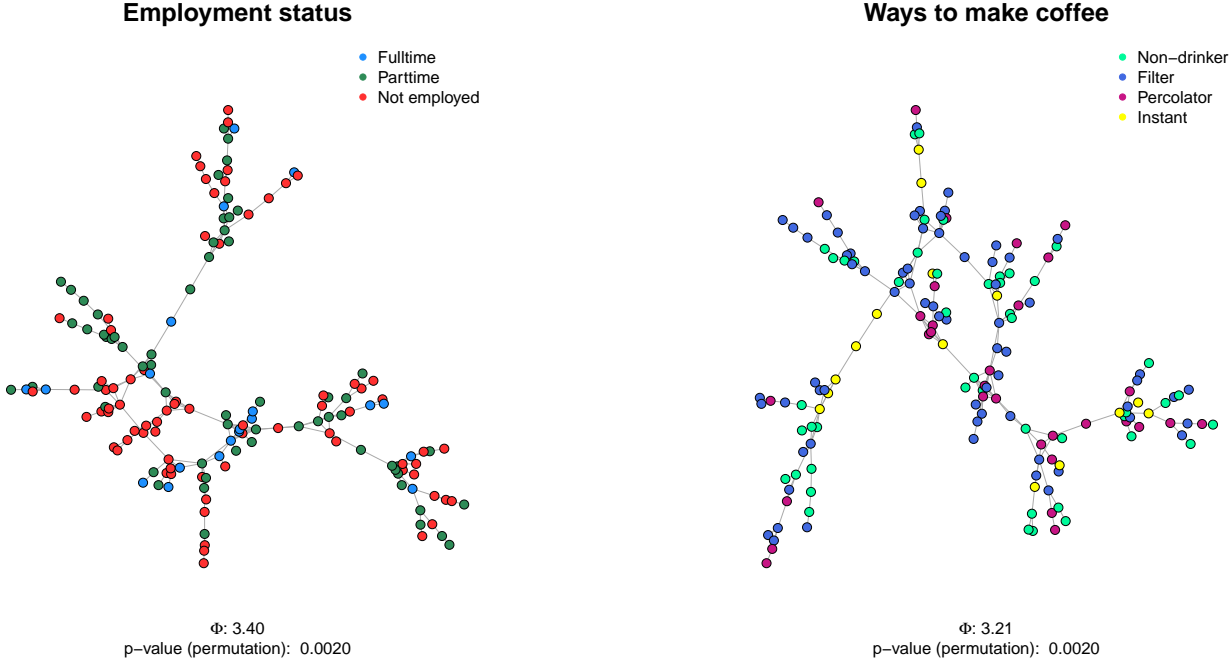 Employment status
Fulltime
Parttime
Not employed
Φ: 3.40
p−value (permutation): 0.0020
Ways to make coffee
Non−drinker
Filter
Percolator
Instant
Φ: 3.21
p−value (permutation): 0.0020